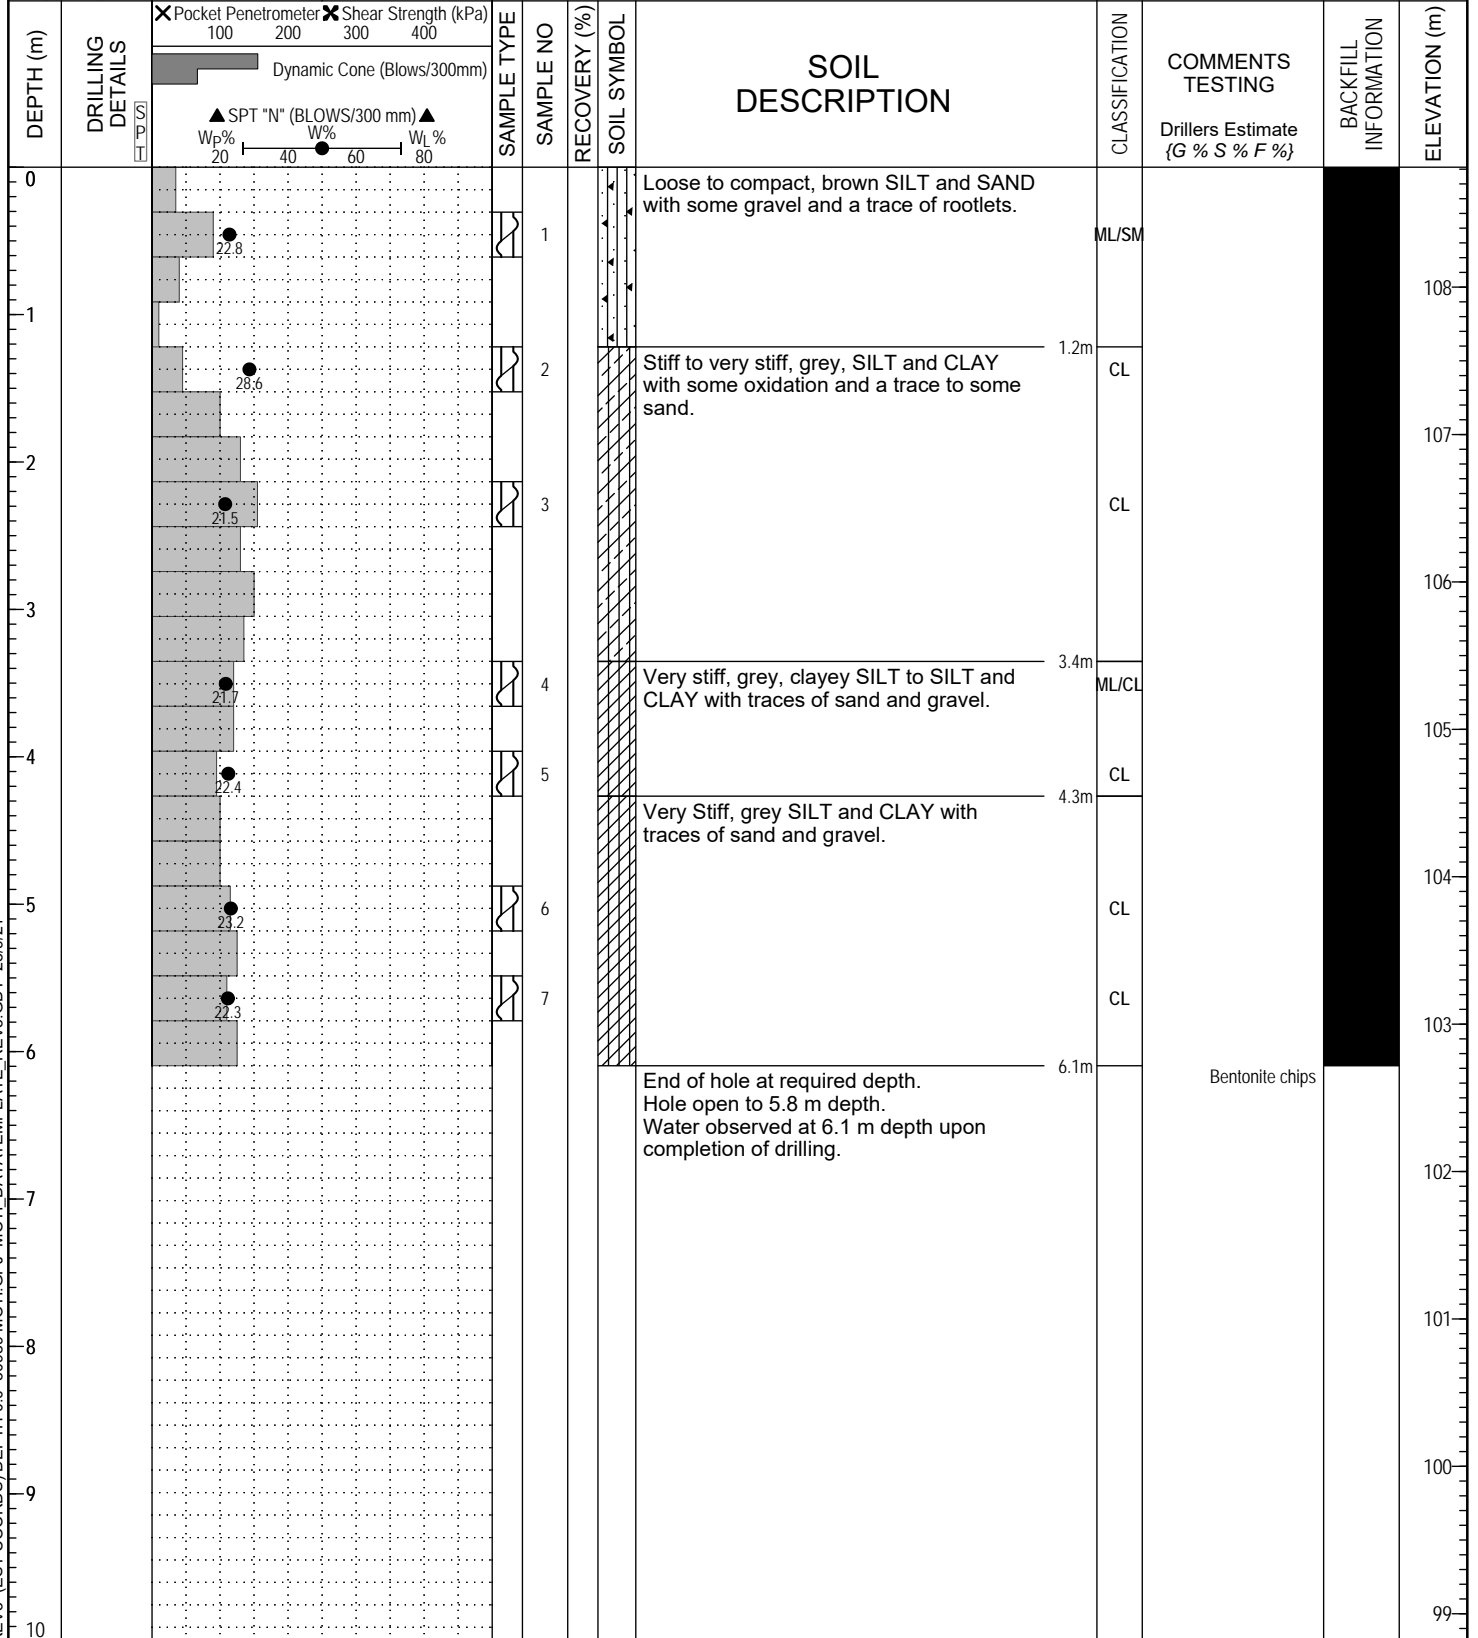 DEPTH (m)
DRILLING
DETAILS
S
P
T
Pocket Penetrometer
Shear Strength (kPa)
100 200 300 400
Dynamic Cone (Blows/300mm)
▲ SPT "N" (BLOWS/300 mm) ▲
WP% W% WL%
20 40 60 80
SAMPLE TYPE
SAMPLE NO
RECOVERY (%)
SOIL SYMBOL
SOIL
DESCRIPTION
CLASSIFICATION
COMMENTS
TESTING
Drillers Estimate
{G % S % F %}
BACKFILL
INFORMATION
ELEVATION (m)
0
Loose to compact, brown SILT and SAND
with some gravel and a trace of rootlets.
22.8
1
ML/SM
108
1
1.2m
Stiff to very stiff, grey, SILT and CLAY
with some oxidation and a trace to some
sand.
28.6
2
CL
107
2
21.5
3
CL
106
3
3.4m
Very stiff, grey, clayey SILT to SILT and
CLAY with traces of sand and gravel.
21.7
4
ML/CL
105
4
22.4
5
CL
4.3m
Very Stiff, grey SILT and CLAY with
traces of sand and gravel.
104
5
23.2
6
CL
22.3
7
CL
103
6
6.1m
End of hole at required depth.
Hole open to 5.8 m depth.
Water observed at 6.1 m depth upon
completion of drilling.
Bentonite chips
102
7
101
8
100
9
99
10